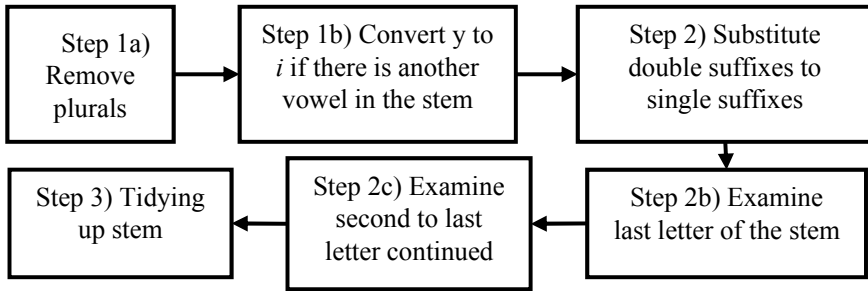 Step 1a)
Remove
plurals
Step 1b) Convert y to
i if there is another
vowel in the stem
Step 2) Substitute
double suffixes to
single suffixes
Step 2b) Examine
last letter of the stem
Step 2c) Examine
second to last
letter continued
Step 3) Tidying
up stem